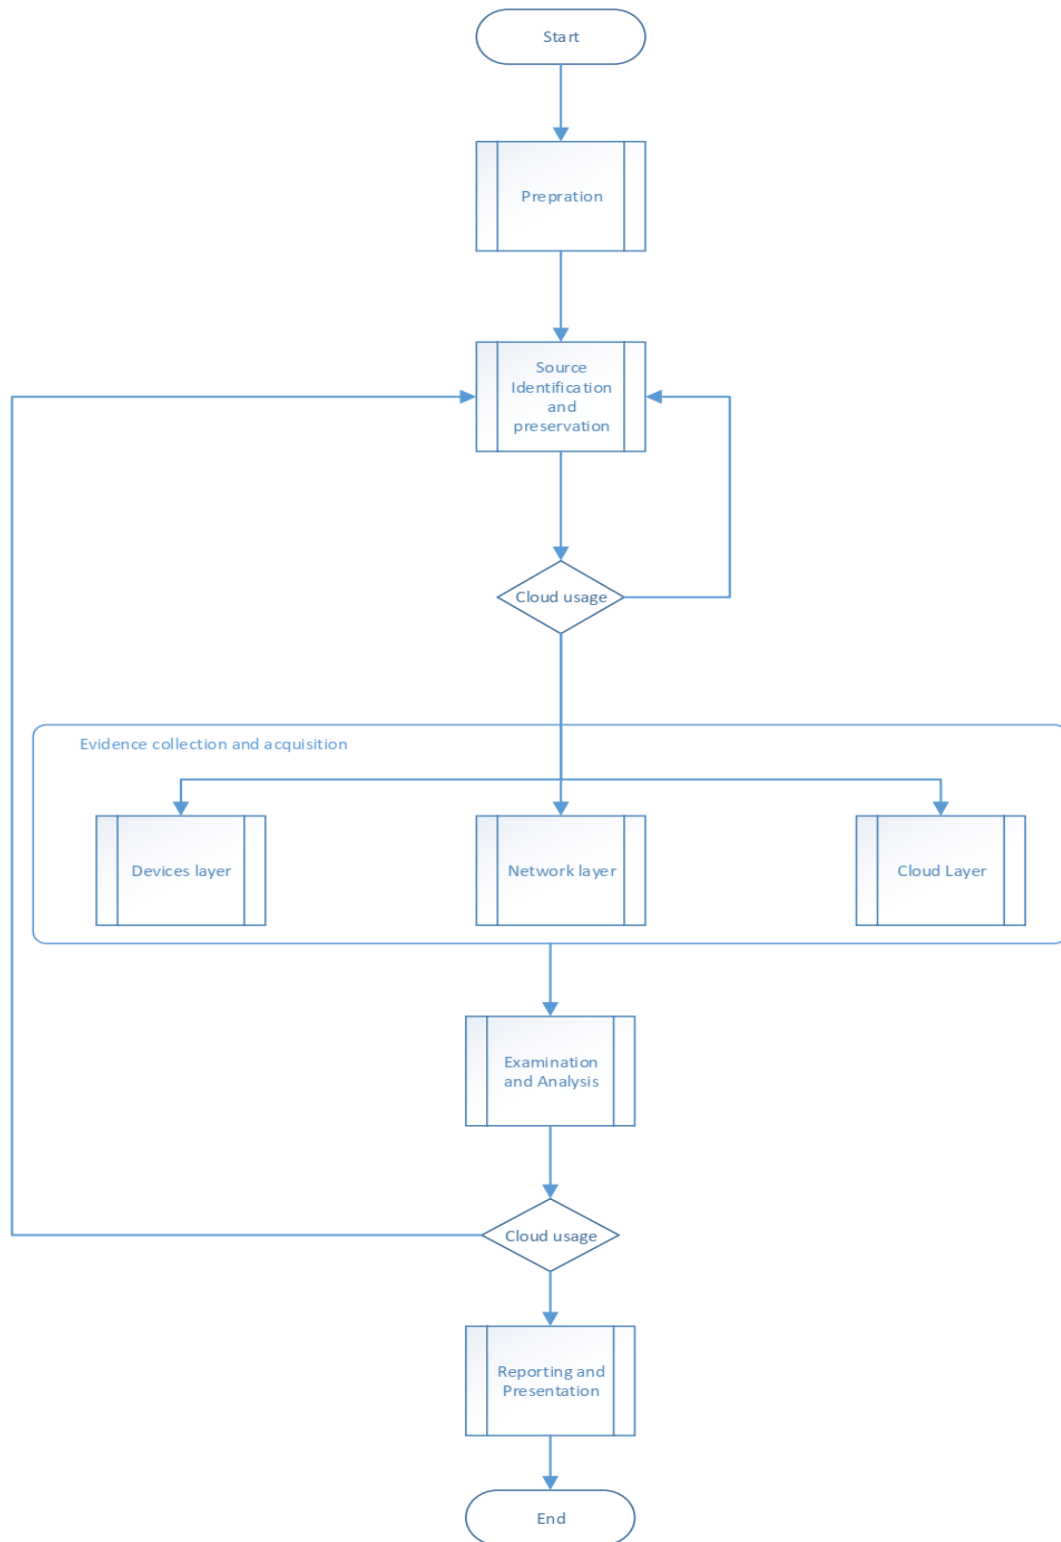 Start
Prepration
Source
Identification
and
preservation
Cloud usage
Evidence collection and acquisition
Devices layer
Network layer
Cloud Layer
Examination
and Analysis
Cloud usage
Reporting and
Presentation
End